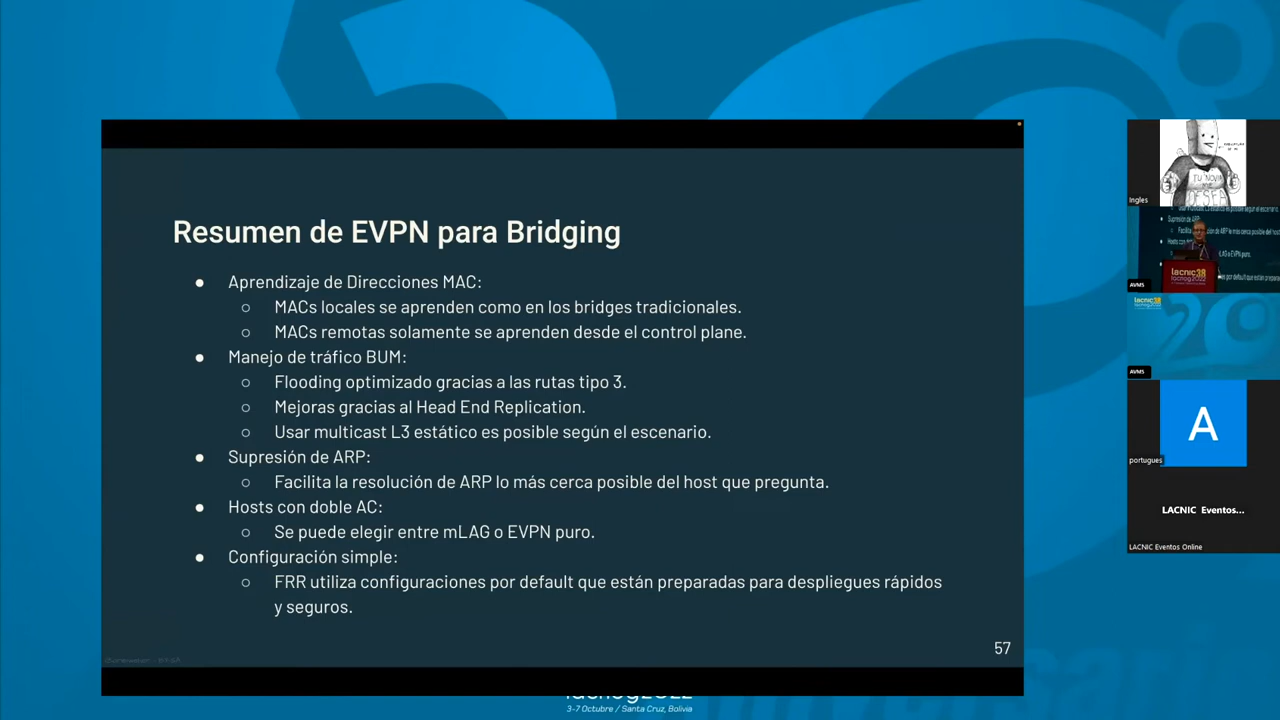 Resumen de EVPN para Bridging
● Aprendizaje de Direcciones MAC:
○ MACs locales se aprenden como en los bridges tradicionales.
○ MACs remotas solamente se aprenden desde el control plane.
● Manejo de tráfico BUM:
○ Flooding optimizado gracias a las rutas tipo 3.
○ Mejoras gracias al Head End Replication.
○ Usar multicast L3 estático es posible según el escenario.
● Supresión de ARP:
○ Facilita la resolución de ARP lo más cerca posible del host que pregunta.
● Hosts con doble AC:
○ Se puede elegir entre mLAG o EVPN puro.
● Configuración simple:
○ FRR utiliza configuraciones por default que están preparadas para despliegues rápidos
y seguros.
57
lacnog2022
3-7 Octubre / Santa Cruz, Bolivia
Ingles
lacnic38
lacnog2022
AVMS
lacnic38
AVMS
A
portugues
LACNIC Eventos...
LACNIC Eventos Online